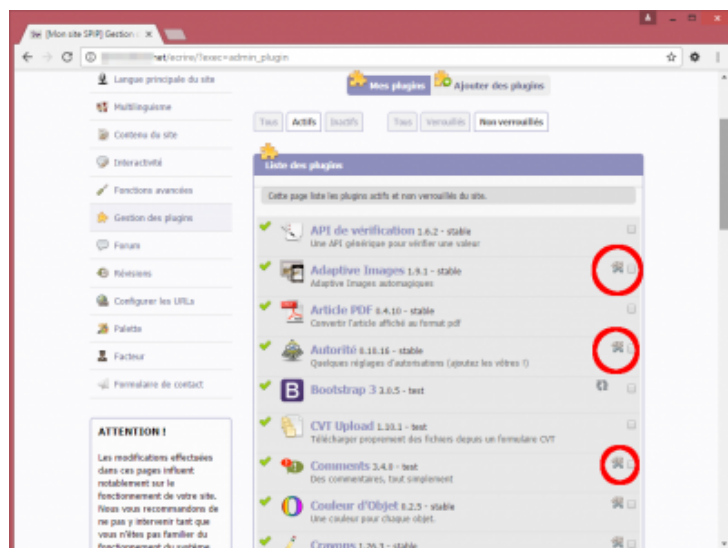 [Mon site SPIP] Gestion
net/ecrire/?exec=admin_plugin
Langue principale du site
Multilinguisme
Contenu du site
Interactivité
Fonctions avancées
Gestion des plugins
Forum
Révisions
Configurer les URLs
Palette
Facteur
Formulaire de contact
ATTENTION !
Les modifications effectuées
dans ces pages influent
notablement sur le
fonctionnement de votre site.
Nous vous recommandons de
ne pas y intervenir tant que
vous n'êtes pas familier du
fonctionnement du système
Mes plugins
Ajouter des plugins
Tous
Actifs
Inactifs
Tous
Verrouillés
Non verrouillés
Liste des plugins
Cette page liste les plugins actifs et non verrouillés du site.
API de vérification 1.6.2 - stable
Une API générique pour vérifier une valeur
Adaptive Images 1.9.1 - stable
Adaptive Images automagiques
Article PDF 0.4.10 - stable
Convertir l'article affiché au format pdf
Autorité 0.10.16 - stable
Quelques réglages d'autorisations (ajoutez les vôtres !)
B
Bootstrap 3 3.0.5 - test
CVT Upload 1.10.1 - test
Télécharger proprement des fichiers depuis un formulaire CVT
Comments 3.4.0 - test
Des commentaires, tout simplement
Couleur d'Objet 0.2.5 - stable
Une couleur pour chaque objet.
Crayons 1.26.3 - stable